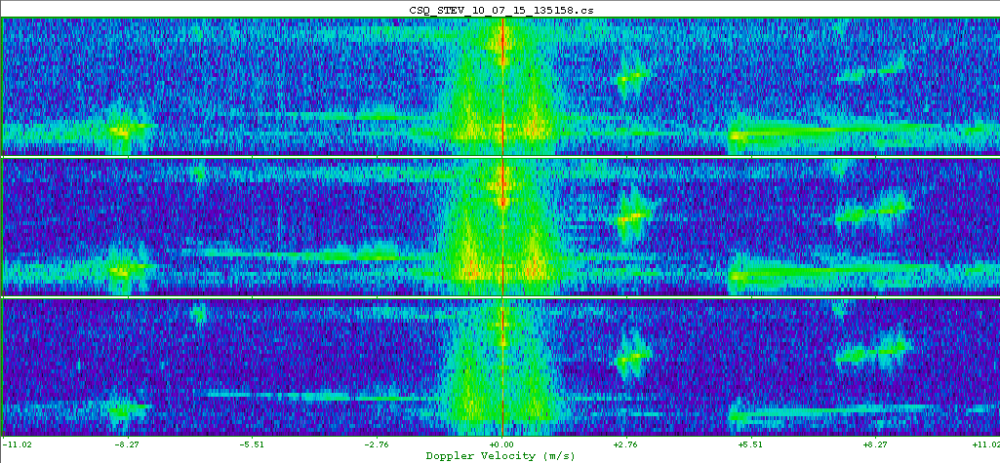 CSQ_STEV_10_07_15_135158.cs
-11.02 -8.27 -5.51 -2.76 +0.00 +2.76 +5.51 +8.27 +11.02
Doppler Velocity (m/s)